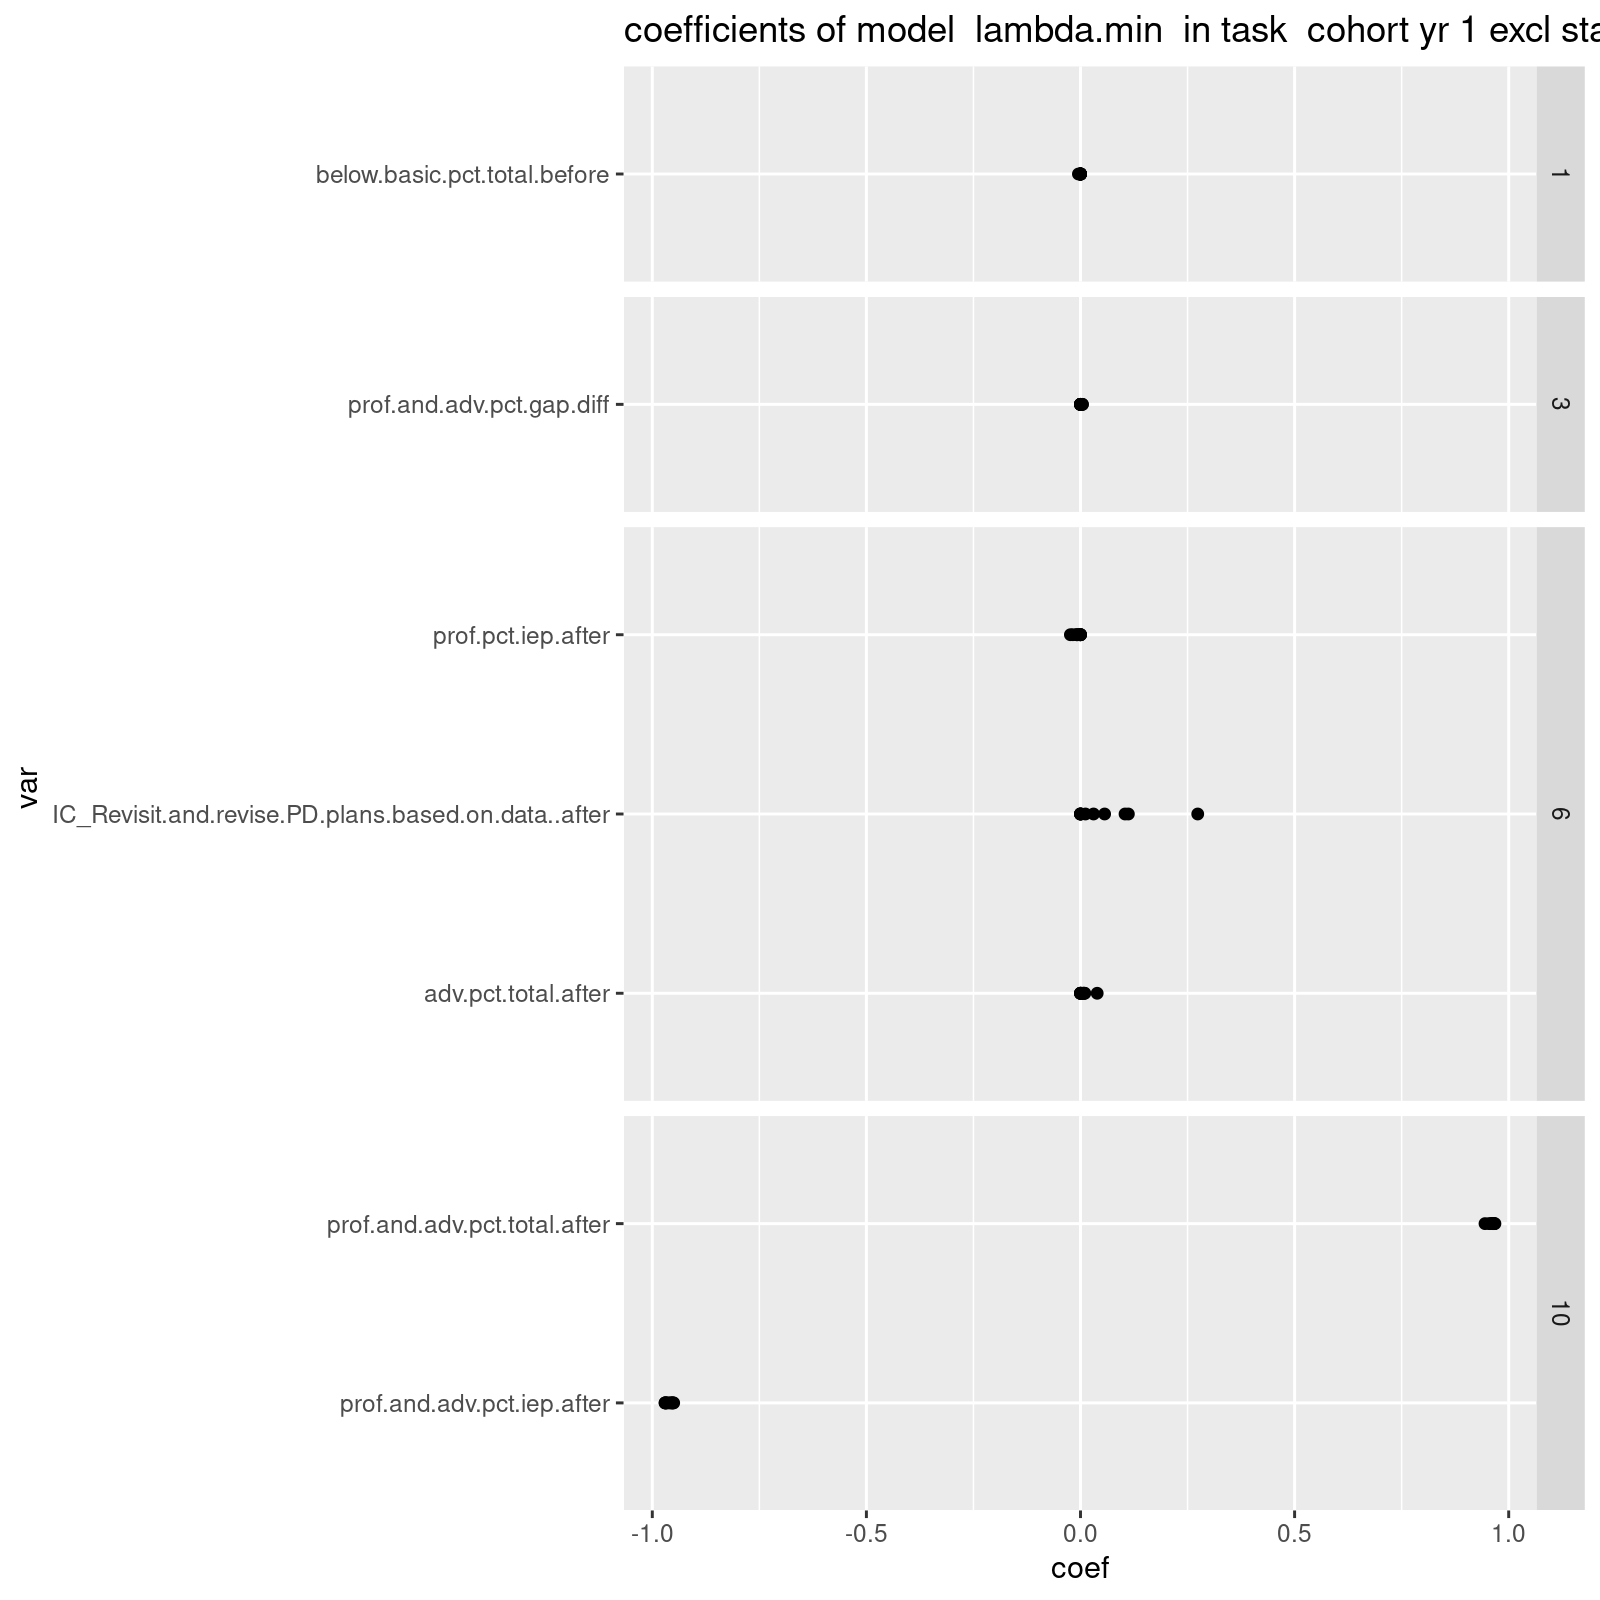 coefficients of model  lambda.min  in task  cohort yr 1 excl
below.basic.pct.total.before
1
prof.and.adv.pct.gap.diff
3
prof.pct.iep.after
var
IC_Revisit.and.revise.PD.plans.based.on.data..after
6
adv.pct.total.after
prof.and.adv.pct.total.after
10
prof.and.adv.pct.iep.after
-1.0
-0.5
0.0
0.5
1.0
coef